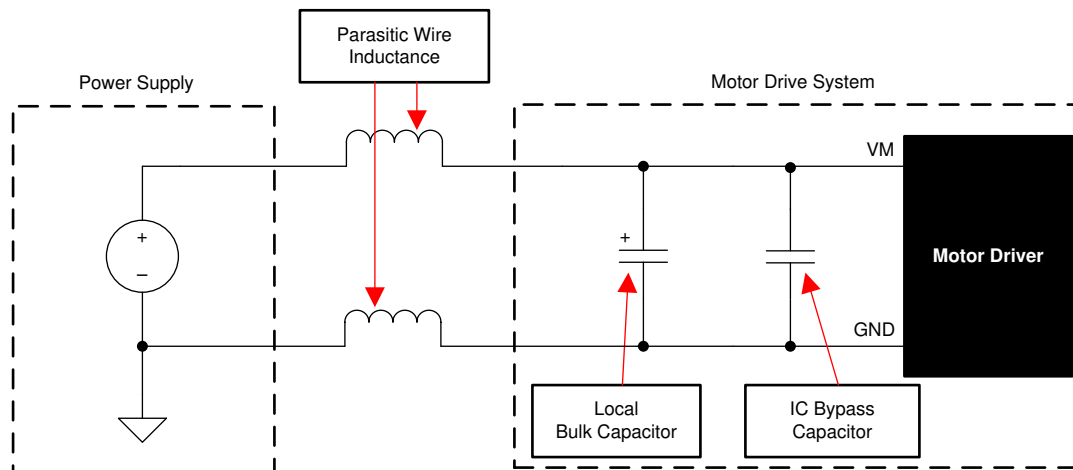 Parasitic Wire
Inductance
Power Supply
Motor Drive System
VM
+
–
+
Motor Driver
GND
Local
Bulk Capacitor
IC Bypass
Capacitor